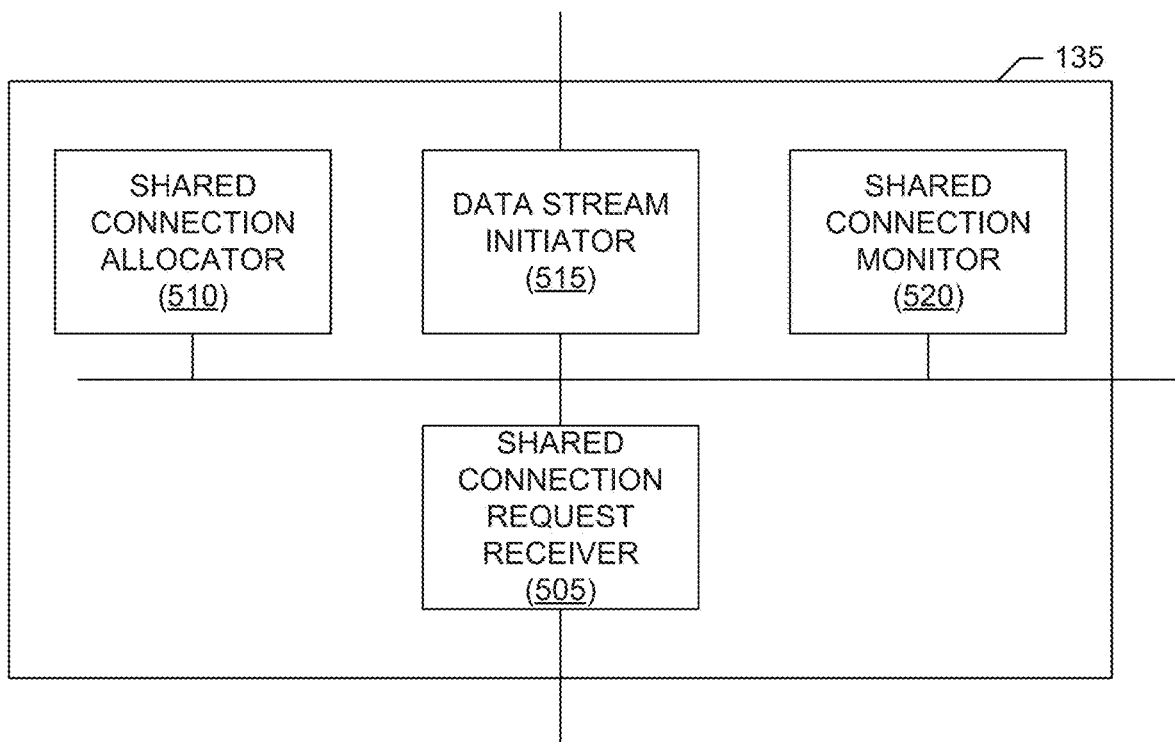 135
SHARED
CONNECTION
ALLOCATOR
(510)
DATA STREAM
INITIATOR
(515)
SHARED
CONNECTION
MONITOR
(520)
SHARED
CONNECTION
REQUEST
RECEIVER
(505)